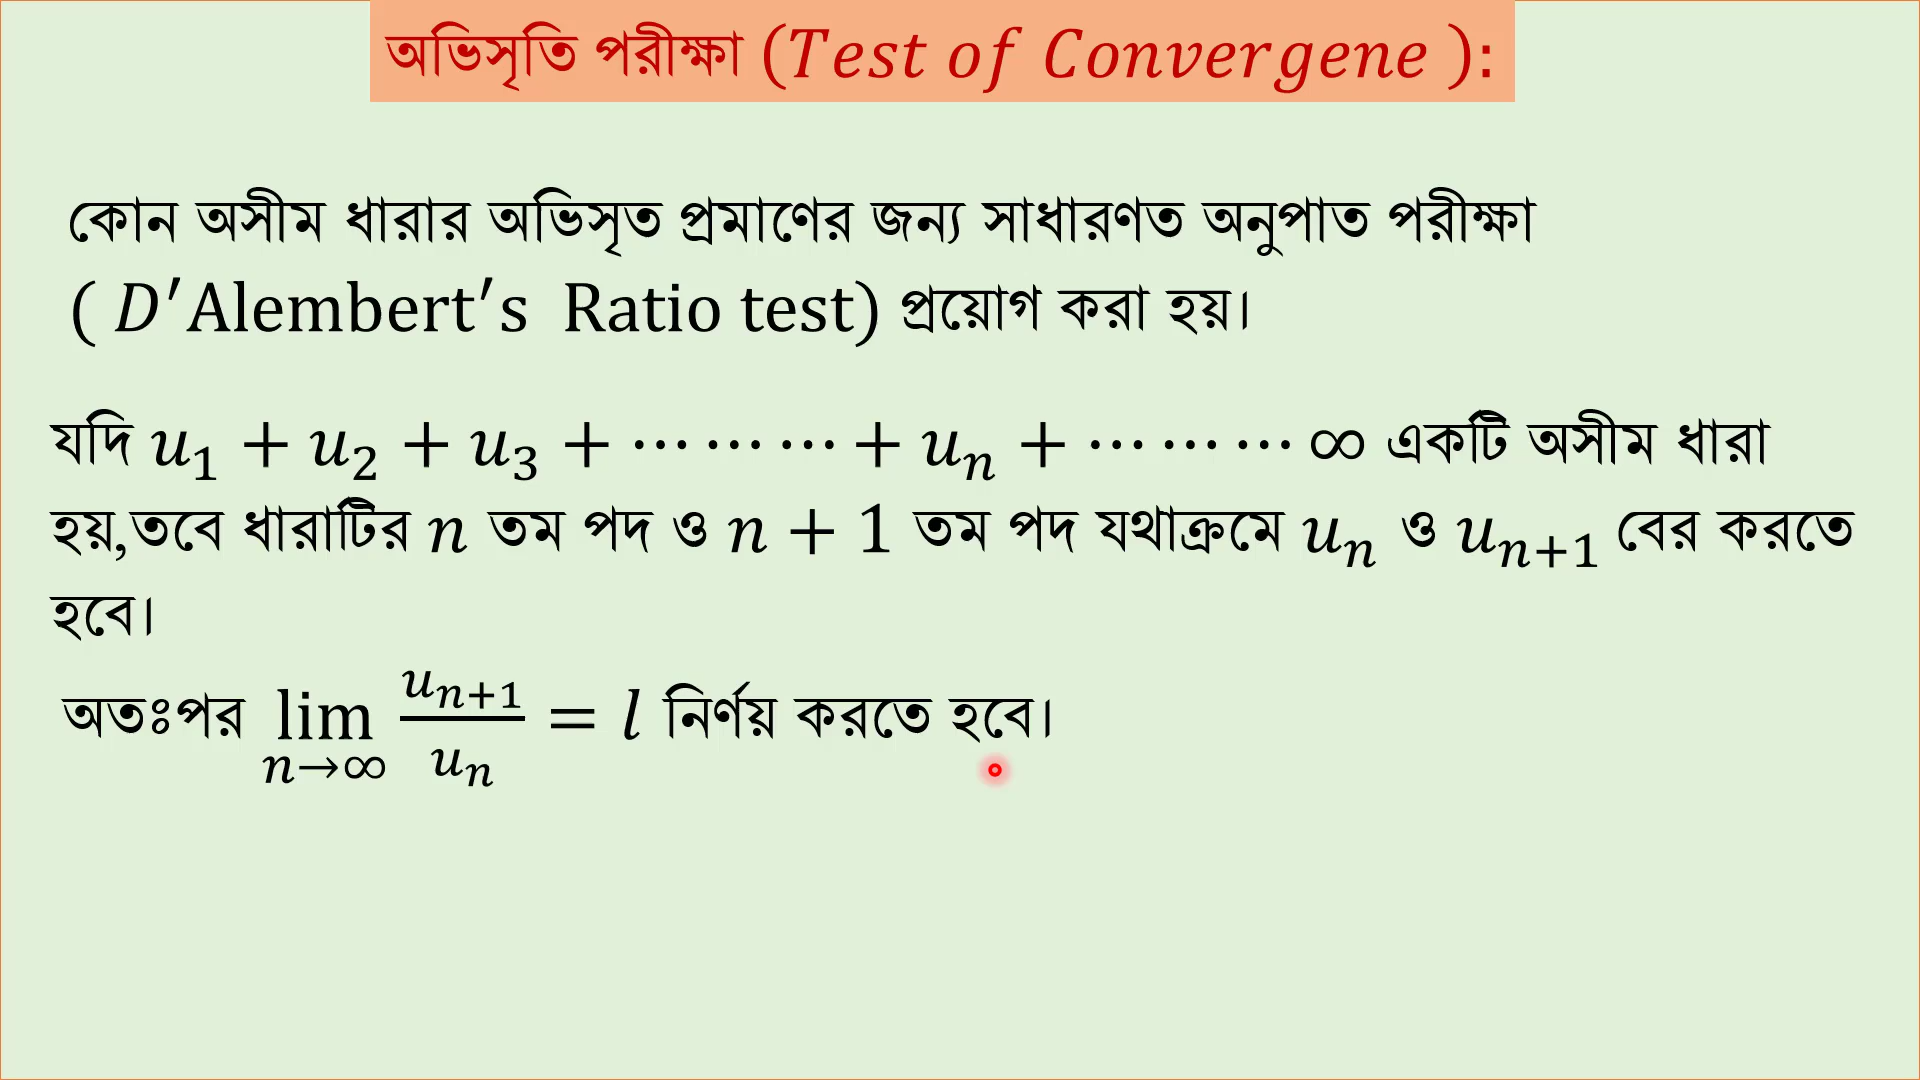 অভিসৃতি পরীক্ষা (Test of Convergene ):
কোন অসীম ধারার অভিসৃত প্রমাণের জন্য সাধারণত অনুপাত পরীক্ষা
( D′Alembert′s Ratio test) প্রয়োগ করা হয়।
যদি u₁ + u₂ + u₃ + ⋯ ⋯ ⋯ + uₙ + ⋯ ⋯ ⋯ ∞ একটি অসীম ধারা
হয়,তবে ধারাটির n তম পদ ও n + 1 তম পদ যথাক্রমে uₙ ও uₙ₊₁ বের করতে
হবে।
অতঃপর lim n→∞ uₙ₊₁/uₙ = l নির্ণয় করতে হবে।